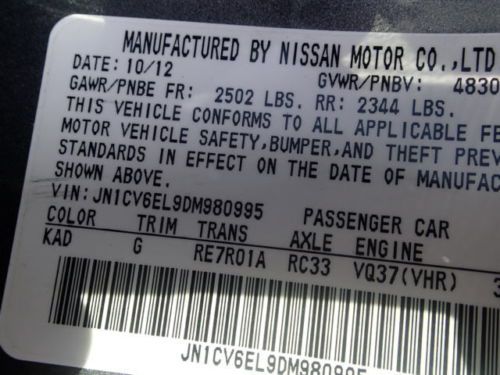 MANUFACTURED BY NISSAN MOTOR CO.,LTD
DATE: 10/12 GVWR/PNBV: 4830
GAWR/PNBE FR: 2502 LBS. RR: 2344 LBS.
THIS VEHICLE CONFORMS TO ALL APPLICABLE
MOTOR VEHICLE SAFETY, BUMPER, AND THEFT
STANDARDS IN EFFECT ON THE DATE OF
SHOWN ABOVE.
VIN: JN1CV6EL9DM980995 PASSENGER CAR
COLOR TRIM TRANS AXLE ENGINE
KAD G RE7R01A RC33 VQ37(VHR)
JN1CV6EL9DM980995